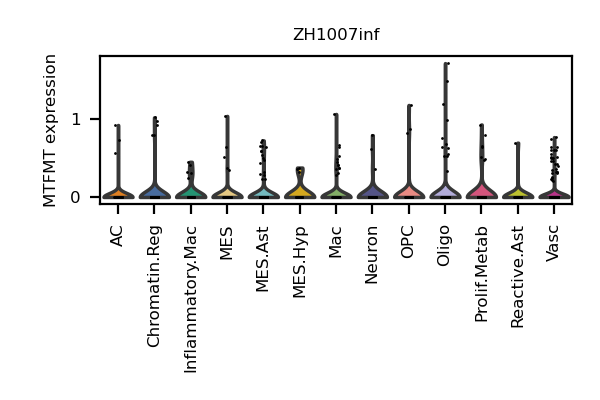 ZH1007inf
MTFMT expression
1
0
AC
Chromatin.Reg
Inflammatory.Mac
MES
MES.Ast
MES.Hyp
Mac
Neuron
OPC
Oligo
Prolif.Metab
Reactive.Ast
Vasc